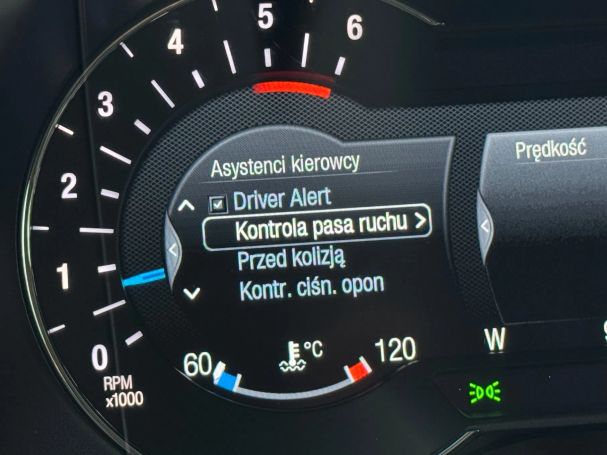 5
4
6
3
2
1
0
RPM
x1000
Asystenci kierowcy
Driver Alert
Kontrola pasa ruchu >
Przed kolizją
Kontr. ciśn. opon
60
°C
120
Prędkość
W